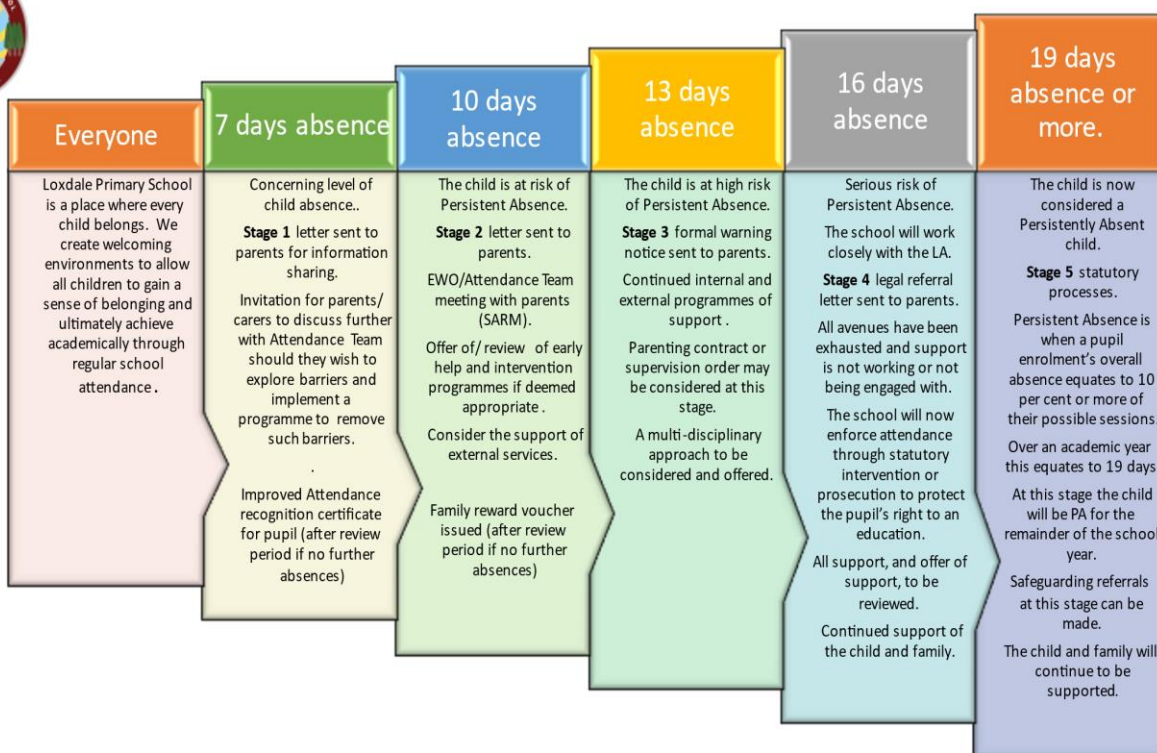 Everyone
Loxdale Primary School
is a place where every
child belongs. We
create welcoming
environments to allow
all children to gain a
sense of belonging and
ultimately achieve
academically through
regular school
attendance .
7 days absence
Concerning level of
child absence..
Stage 1 letter sent to
parents for information
sharing.
Invitation for parents/
carers to discuss further
with Attendance Team
should they wish to
explore barriers and
implement a
programme to remove
such barriers.
.
Improved Attendance
recognition certificate
for pupil (after review
period if no further
absences)
10 days
absence
The child is at risk of
Persistent Absence.
Stage 2 letter sent to
parents.
EWO/Attendance Team
meeting with parents
(SARM).
Offer of/ review of early
help and intervention
programmes if deemed
appropriate .
Consider the support of
external services.
Family reward voucher
issued (after review
period if no further
absences)
13 days
absence
The child is at high risk
of Persistent Absence.
Stage 3 formal warning
notice sent to parents.
Continued internal and
external programmes of
support .
Parenting contract or
supervision order may
be considered at this
stage.
A multi-disciplinary
approach to be
considered and offered.
16 days
absence
Serious risk of
Persistent Absence.
The school will work
closely with the LA.
Stage 4 legal referral
letter sent to parents.
All avenues have been
exhausted and support
is not working or not
being engaged with.
The school will now
enforce attendance
through statutory
intervention or
prosecution to protect
the pupil's right to an
education.
All support, and offer of
support, to be
reviewed.
Continued support of
the child and family.
19 days
absence or
more.
The child is now
considered a
Persistently Absent
child.
Stage 5 statutory
processes.
Persistent Absence is
when a pupil
enrolment's overall
absence equates to 10
per cent or more of
their possible sessions
Over an academic year
this equates to 19 days
At this stage the child
will be PA for the
remainder of the school
year.
Safeguarding referrals
at this stage can be
made.
The child and family will
continue to be
supported.